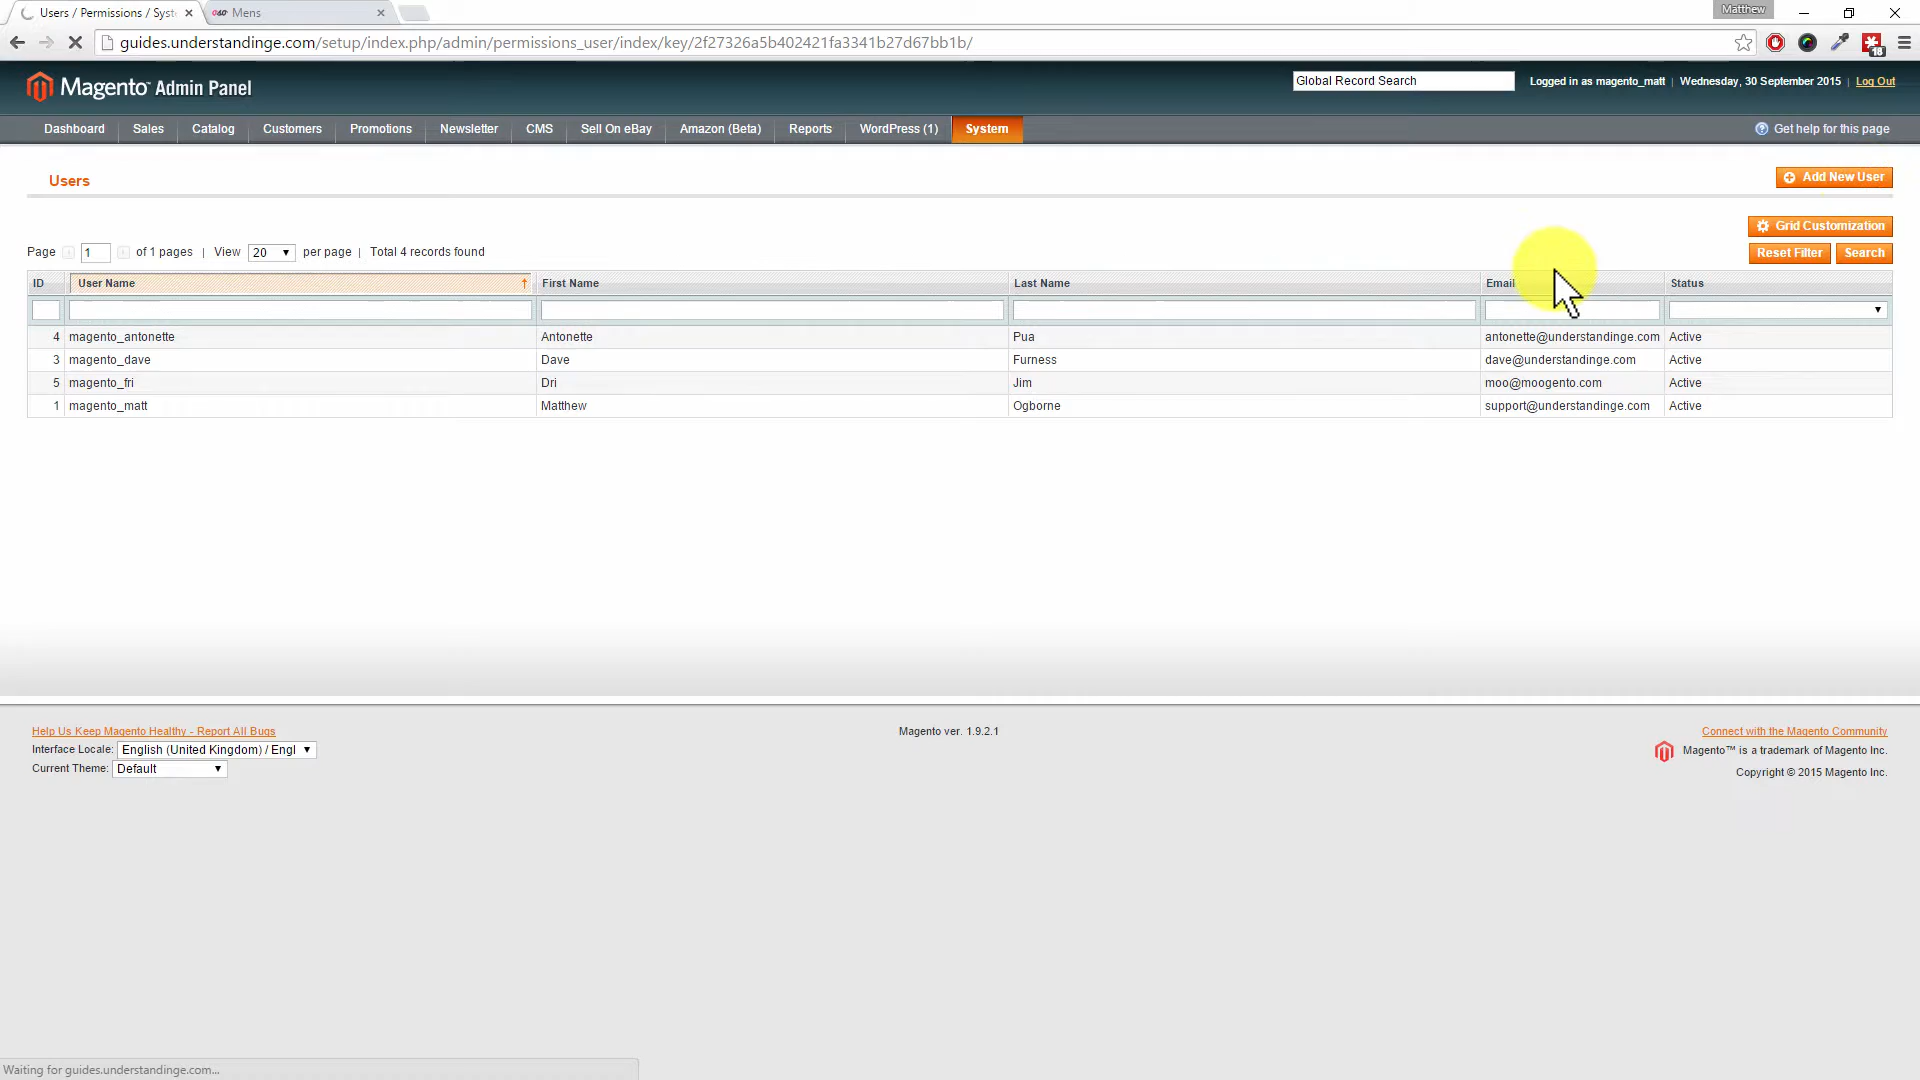 Users / Permissions / Syst
Mens
Matthew
guides.understandinge.com/setup/index.php/admin/permissions_user/index/key/2f27326a5b402421fa3341b27d67bb1b/
18
Magento™ Admin Panel
Global Record Search
Logged in as magento_matt | Wednesday, 30 September 2015 | Log Out
Dashboard Sales Catalog Customers Promotions Newsletter CMS Sell On eBay Amazon (Beta) Reports WordPress (1) System Get help for this page
Users
Add New User
Grid Customization
Page 1 of 1 pages | View 20 per page | Total 4 records found
Reset Filter Search
ID User Name First Name Last Name Email Status
4 magento_antonette Antonette Pua antonette@understandinge.com Active
3 magento_dave Dave Furness dave@understandinge.com Active
5 magento_fri Dri Jim moo@moogento.com Active
1 magento_matt Matthew Ogborne support@understandinge.com Active
Help Us Keep Magento Healthy - Report All Bugs
Magento ver. 1.9.2.1
Connect with the Magento Community
Interface Locale: English (United Kingdom) / Engl
Magento™ is a trademark of Magento Inc.
Current Theme: Default
Copyright © 2015 Magento Inc.
Waiting for guides.understandinge.com...